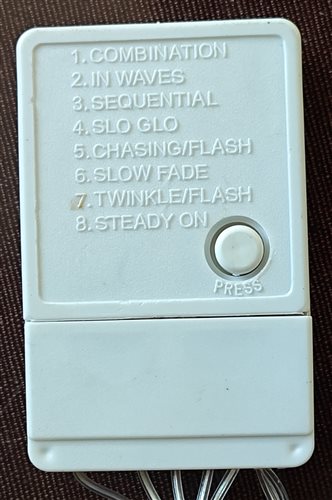 1. COMBINATION
2. IN WAVES
3. SEQUENTIAL
4. SLO GLO
5. CHASING/FLASH
6. SLOW FADE
7. TWINKLE/FLASH
8. STEADY ON
PRESS